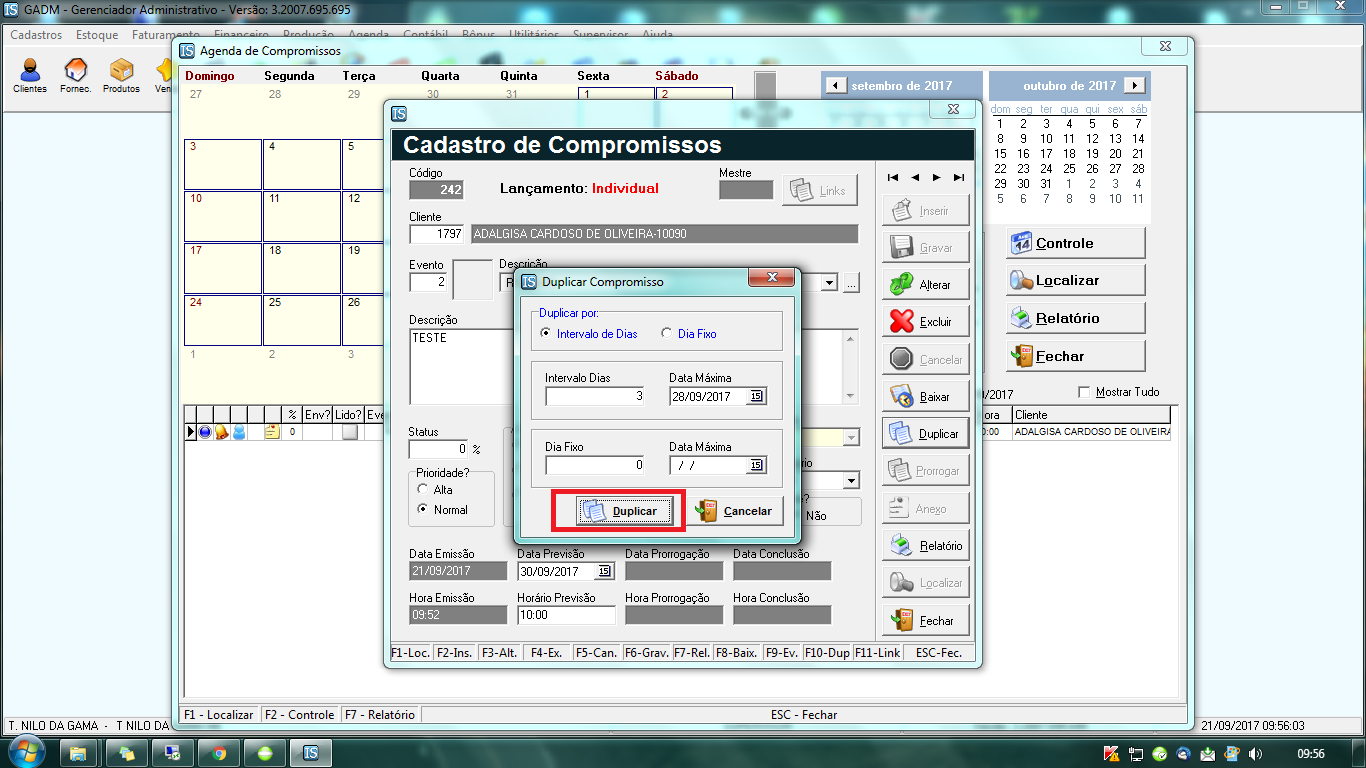 GADM - Gerenciador Administrativo - Versão: 3.2007.695.695
Cadastros Estoque Faturamento Financeiro Produção Agenda Contábil Bônus Utilitários Supervisor Ajuda
Clientes Fornec. Produtos
Agenda de Compromissos
Domingo Segunda Terça Quarta Quinta Sexta Sábado
27 28 29 30 31 1 2
3 4 5
10 11 12
17 18 19
24 25 26
1 2 3
setembro de 2017
outubro de 2017
dom seg ter qua qui sex sáb
1 2 3 4 5 6 7
8 9 10 11 12 13 14
15 16 17 18 19 20 21
22 23 24 25 26 27 28
29 30 31 1 2 3 4
5 6 7 8 9 10 11
Controle
Localizar
Relatório
Fechar
/2017
Mostrar Tudo
% Env? Lido? Eve
ora Cliente
0
0:00 ADALGISA CARDOSO DE OLIVEIRA
Cadastro de Compromissos
Código
242
Lançamento: Individual
Mestre
Links
Cliente
1797 ADALGISA CARDOSO DE OLIVEIRA-10090
Evento
2
Descrição
...
Descrição
TESTE
Status
0 %
Prioridade?
Alta
Normal
Não
Data Emissão Data Previsão Data Prorrogação Data Conclusão
21/09/2017 30/09/2017
Hora Emissão Horário Previsão Hora Prorrogação Hora Conclusão
09:52 10:00
Inserir
Gravar
Alterar
Excluir
Cancelar
Baixar
Duplicar
Prorrogar
Anexo
Relatório
Localizar
Fechar
F1-Loc. F2-Ins. F3-Alt. F4-Ex. F5-Can. F6-Grav. F7-Rel. F8-Baix. F9-Ev. F10-Dup F11-Link ESC-Fec.
Duplicar Compromisso
Duplicar por:
Intervalo de Dias Dia Fixo
Intervalo Dias Data Máxima
3 28/09/2017
Dia Fixo Data Máxima
0 / /
Duplicar Cancelar
F1 - Localizar F2 - Controle F7 - Relatório ESC - Fechar
T. NILO DA GAMA - T NILO DA
21/09/2017 09:56:03
09:56